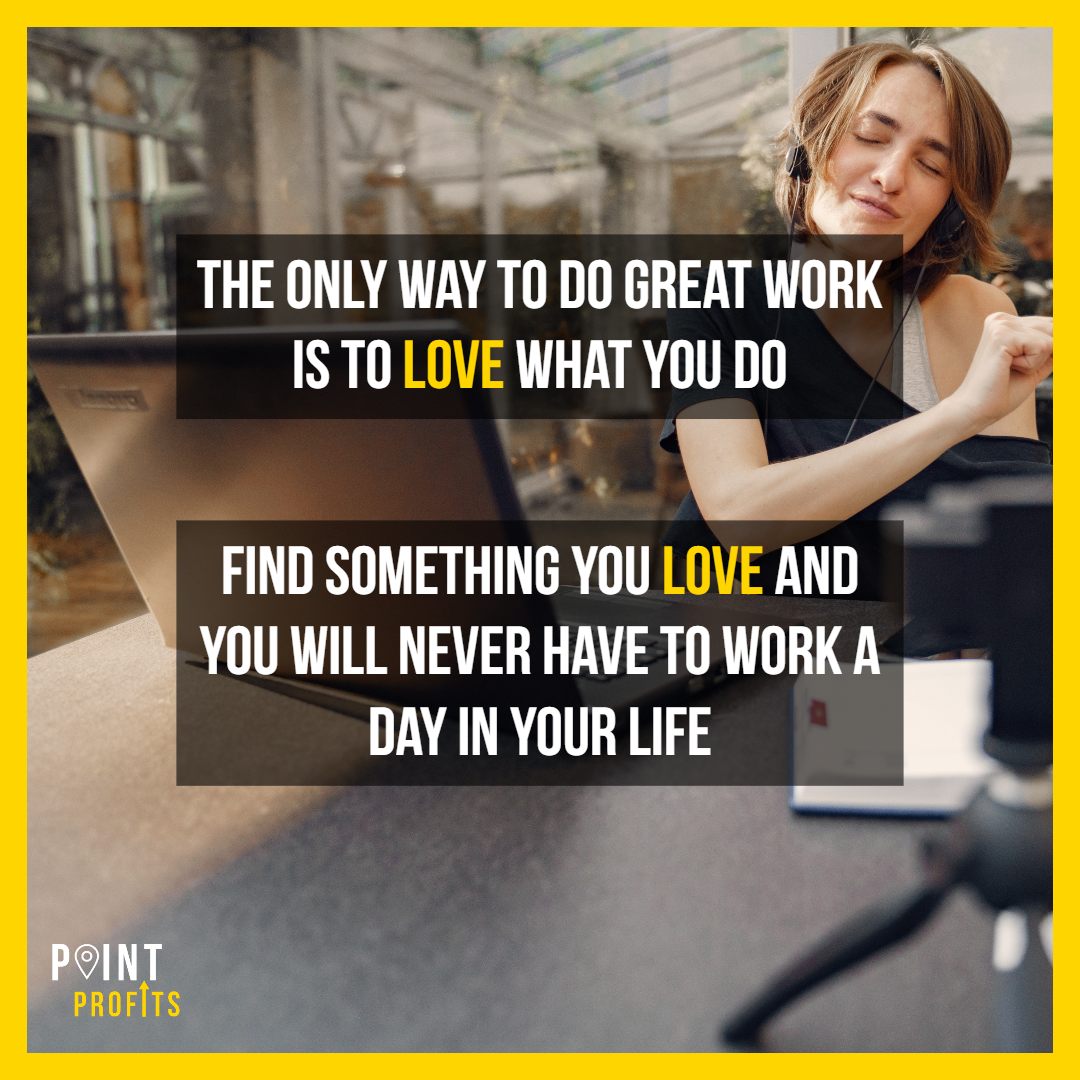 THE ONLY WAY TO DO GREAT WORK
IS TO LOVE WHAT YOU DO
FIND SOMETHING YOU LOVE AND
YOU WILL NEVER HAVE TO WORK A
DAY IN YOUR LIFE
POINT
PROFITS